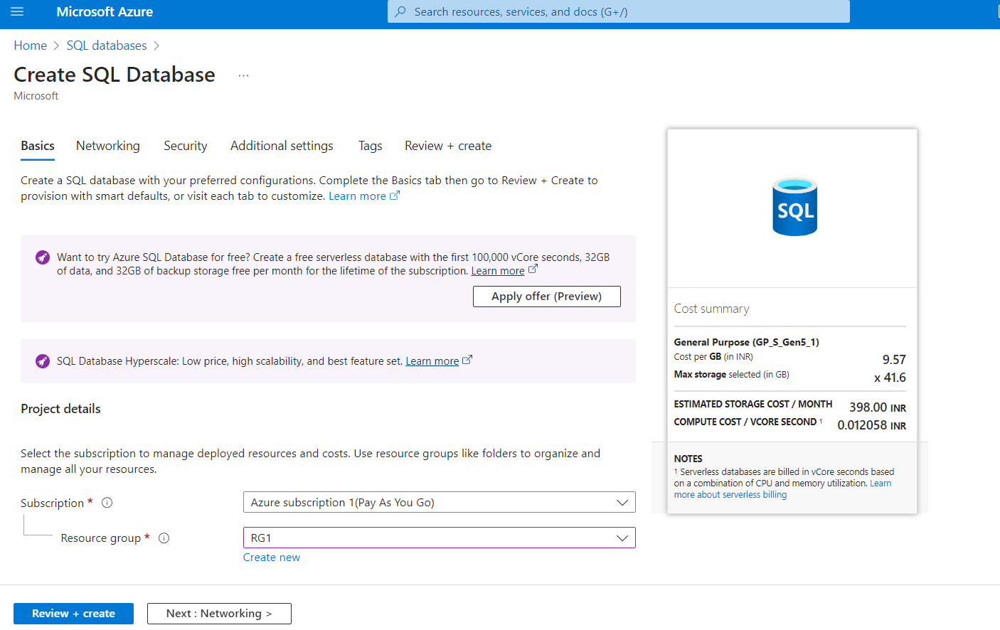 Microsoft Azure
Search resources, services, and docs (G+/)
Home > SQL databases >
Create SQL Database ...
Microsoft
Basics Networking Security Additional settings Tags Review + create
Create a SQL database with your preferred configurations. Complete the Basics tab then go to Review + Create to
provision with smart defaults, or visit each tab to customize. Learn more
Want to try Azure SQL Database for free? Create a free serverless database with the first 100,000 vCore seconds, 32GB
of data, and 32GB of backup storage free per month for the lifetime of the subscription. Learn more
Apply offer (Preview)
SQL Database Hyperscale: Low price, high scalability, and best feature set. Learn more
Project details
Select the subscription to manage deployed resources and costs. Use resource groups like folders to organize and
manage all your resources.
Subscription * Azure subscription 1(Pay As You Go)
Resource group * RG1
Create new
Review + create
Next : Networking >
SQL
Cost summary
General Purpose (GP_S_Gen5_1)
Cost per GB (in INR) 9.57
Max storage selected (in GB) x 41.6
ESTIMATED STORAGE COST / MONTH 398.00 INR
COMPUTE COST / VCORE SECOND ¹ 0.012058 INR
NOTES
¹ Serverless databases are billed in vCore seconds based
on a combination of CPU and memory utilization. Learn
more about serverless billing